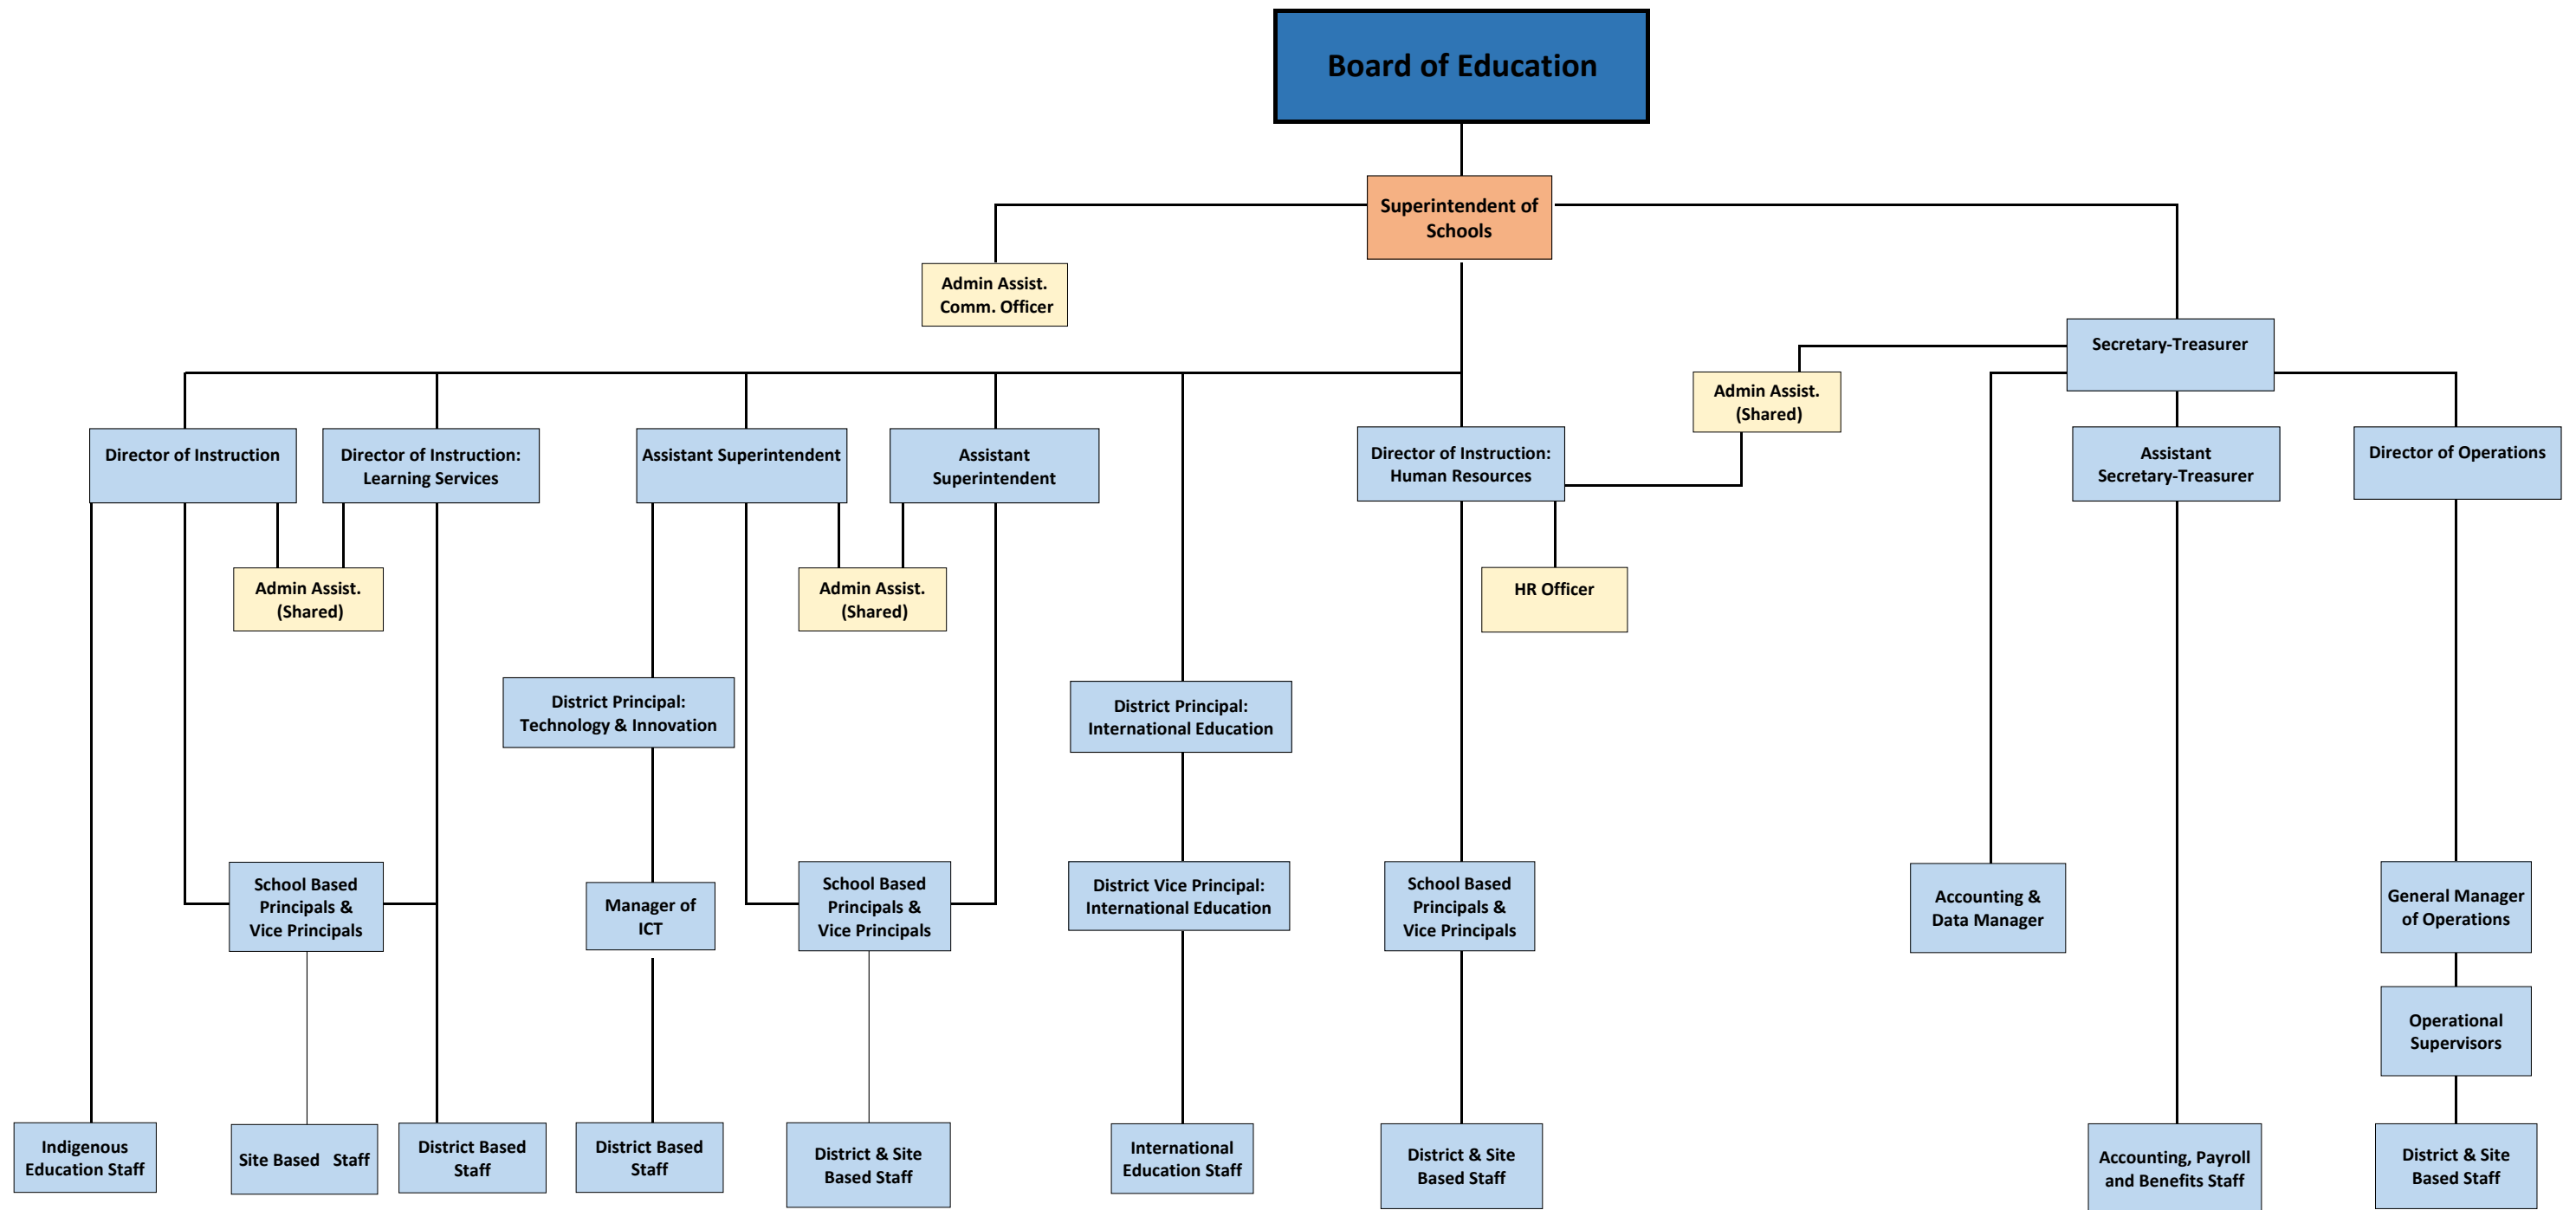 Board of Education
Superintendent of
Schools
Admin Assist.
Comm. Officer
Secretary-Treasurer
Admin Assist.
(Shared)
Director of Instruction
Director of Instruction:
Learning Services
Assistant Superintendent
Assistant
Superintendent
Director of Instruction:
Human Resources
Assistant
Secretary-Treasurer
Director of Operations
Admin Assist.
(Shared)
Admin Assist.
(Shared)
HR Officer
District Principal:
Technology & Innovation
District Principal:
International Education
School Based
Principals &
Vice Principals
Manager of
ICT
School Based
Principals &
Vice Principals
District Vice Principal:
International Education
School Based
Principals &
Vice Principals
Accounting &
Data Manager
General Manager
of Operations
Operational
Supervisors
Indigenous
Education Staff
Site Based Staff
District Based
Staff
District Based
Staff
District & Site
Based Staff
International
Education Staff
District & Site
Based Staff
Accounting, Payroll
and Benefits Staff
District & Site
Based Staff